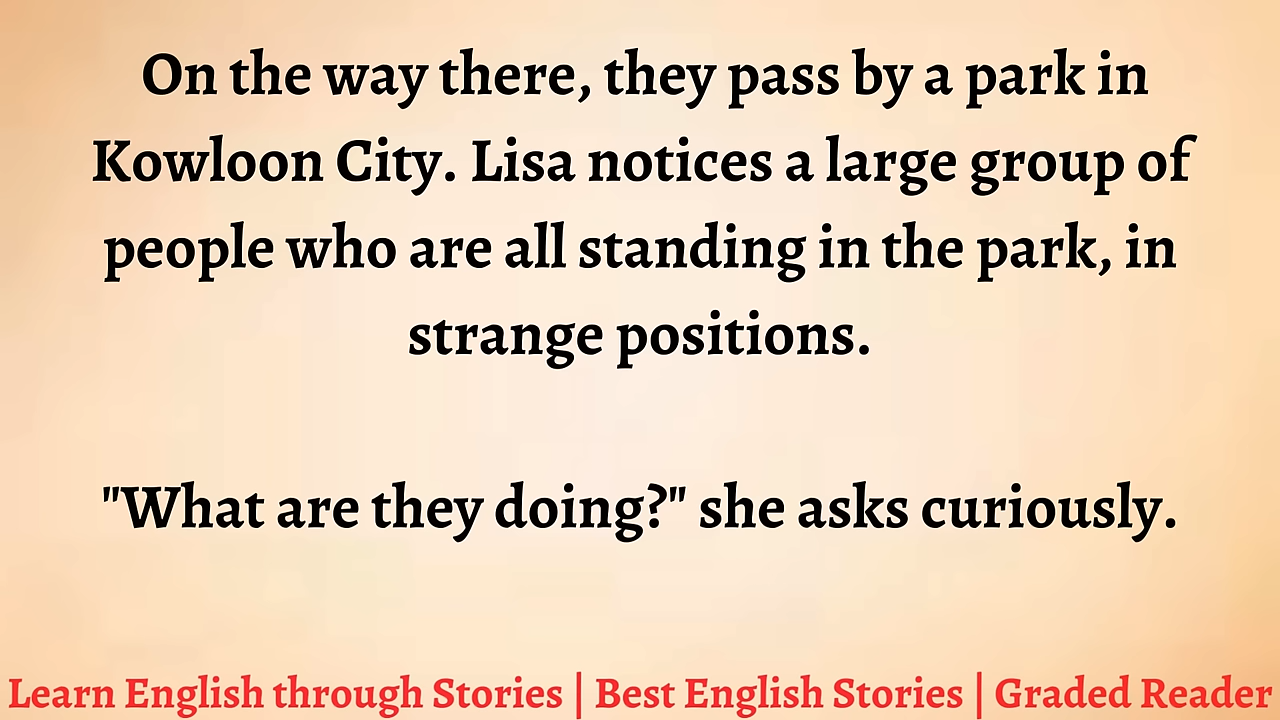 On the way there, they pass by a park in
Kowloon City. Lisa notices a large group of
people who are all standing in the park, in
strange positions.
"What are they doing?" she asks curiously.
Learn English through Stories | Best English Stories | Graded Reader